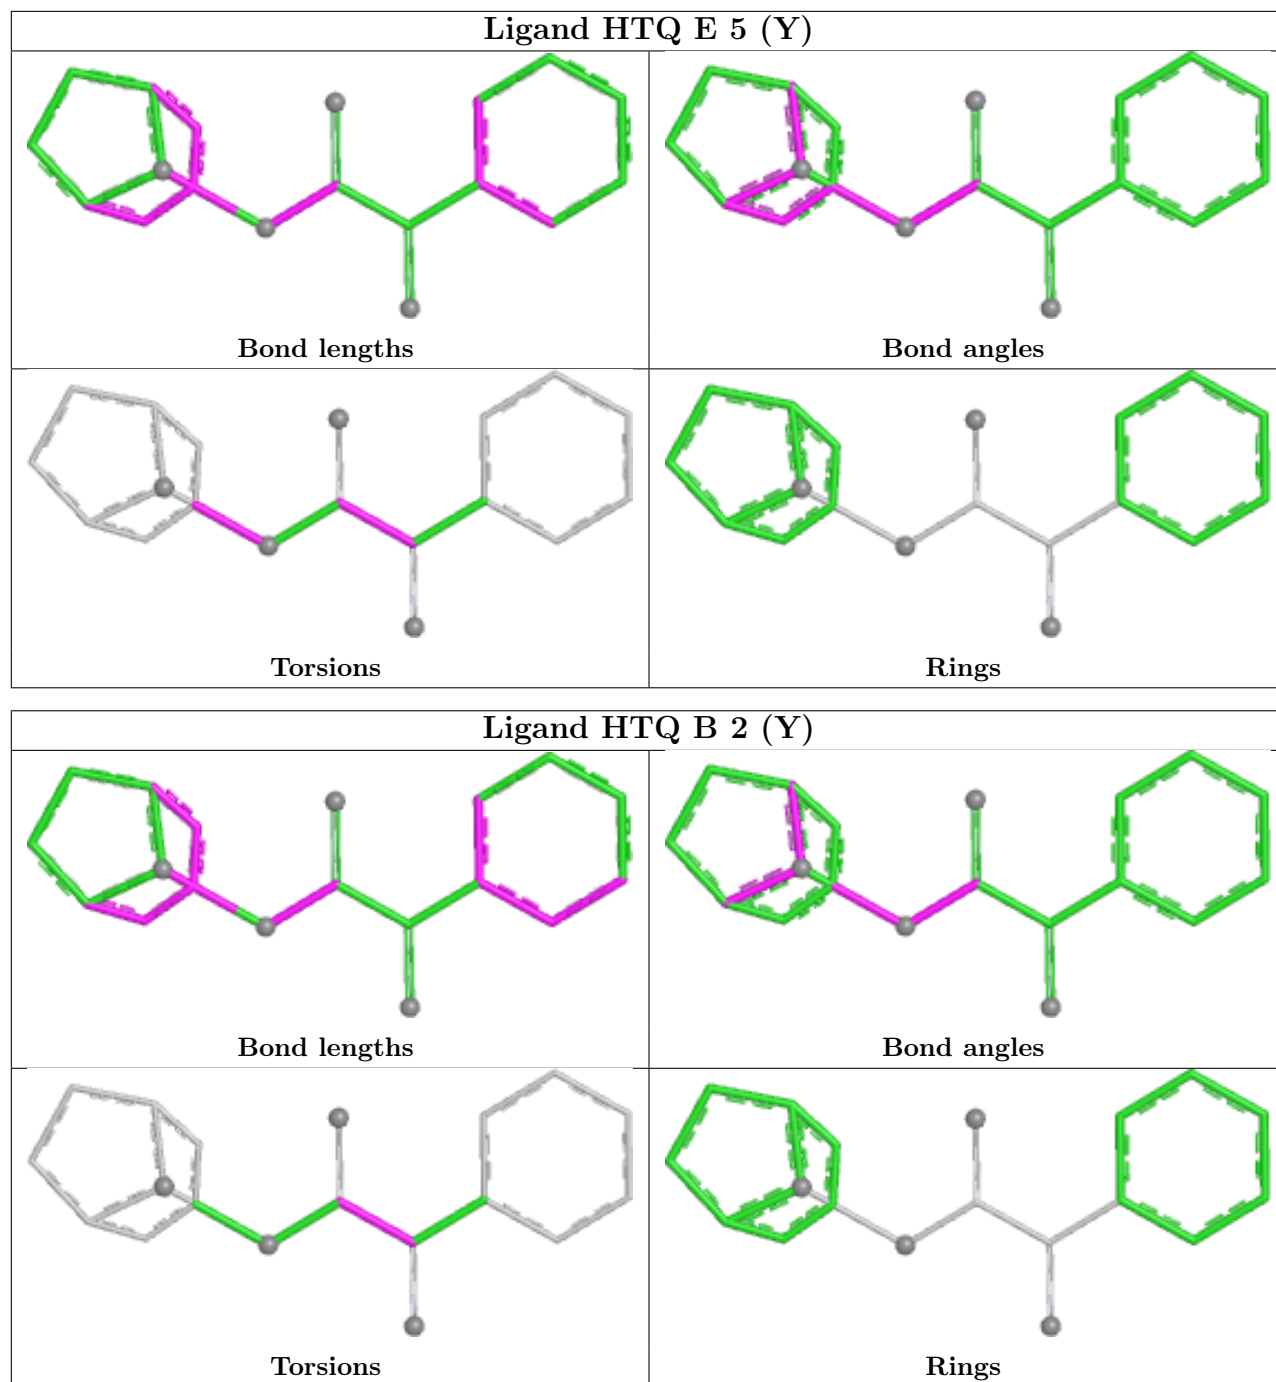 Ligand HTQ E 5 (Y)
Bond lengths
Bond angles
Torsions
Rings
Ligand HTQ B 2 (Y)
Bond lengths
Bond angles
Torsions
Rings